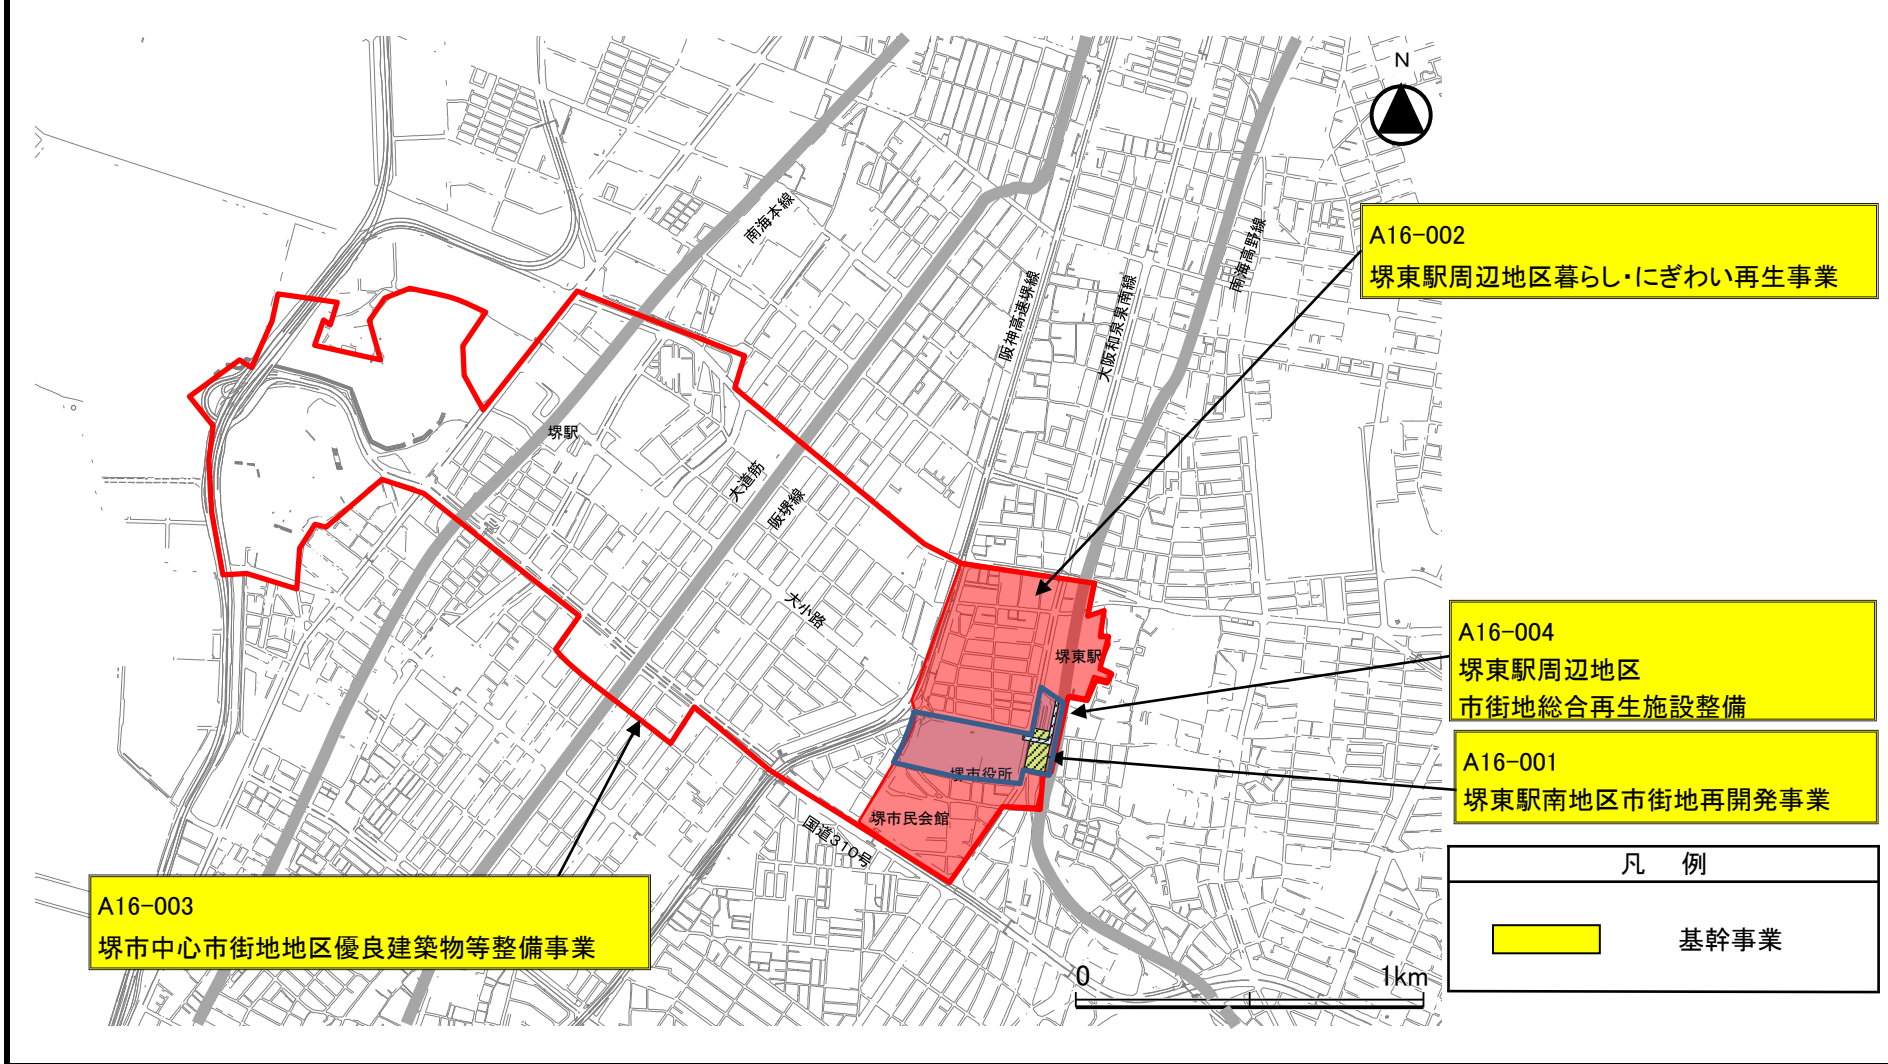 N
A16-002
堺東駅周辺地区暮らし・にぎわい再生事業
南海本線
南海高野線
阪神高速堺線
大阪和泉泉南線
堺駅
大道筋
阪堺線
大小路
堺東駅
A16-004
堺東駅周辺地区
市街地総合再生施設整備
堺市役所
A16-001
堺東駅南地区市街地再開発事業
堺市民会館
国道310号
凡 例
基幹事業
A16-003
堺市中心市街地地区優良建築物等整備事業
0
1km